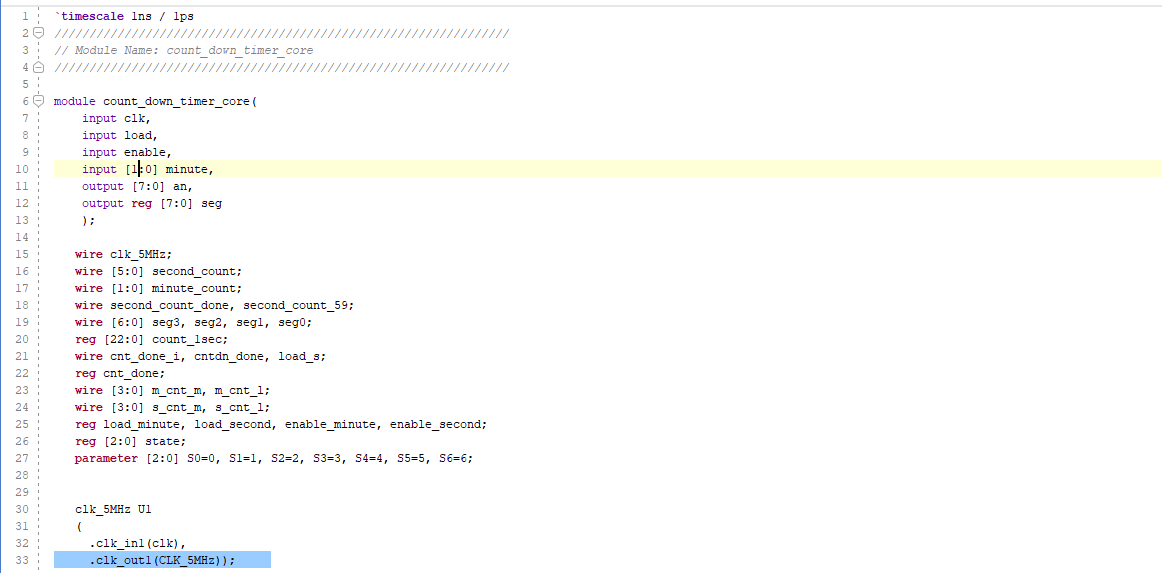 1 `timescale 1ns / 1ps
2 /////////////////////////////////////////////////////////////////
3 // Module Name: count_down_timer_core
4 /////////////////////////////////////////////////////////////////
5
6 module count_down_timer_core(
7 input clk,
8 input load,
9 input enable,
10 input [1:0] minute,
11 output [7:0] an,
12 output reg [7:0] seg
13 );
14
15 wire clk_5MHz;
16 wire [5:0] second_count;
17 wire [1:0] minute_count;
18 wire second_count_done, second_count_59;
19 wire [6:0] seg3, seg2, seg1, seg0;
20 reg [22:0] count_1sec;
21 wire cnt_done_i, cntdn_done, load_s;
22 reg cnt_done;
23 wire [3:0] m_cnt_m, m_cnt_l;
24 wire [3:0] s_cnt_m, s_cnt_l;
25 reg load_minute, load_second, enable_minute, enable_second;
26 reg [2:0] state;
27 parameter [2:0] S0=0, S1=1, S2=2, S3=3, S4=4, S5=5, S6=6;
28
29
30 clk_5MHz U1
31 (
32 .clk_in1(clk),
33 .clk_out1(CLK_5MHz));